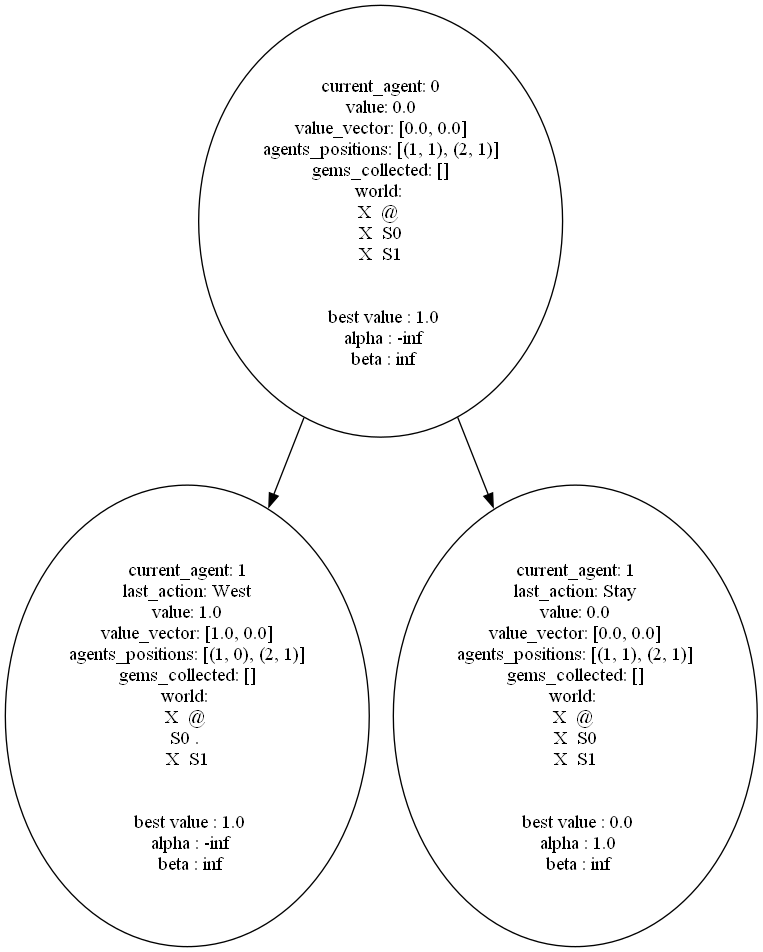 current_agent: 0
value: 0.0
value_vector: [0.0, 0.0]
agents_positions: [(1, 1), (2, 1)]
gems_collected: []
world:
X @
X S0
X S1
best value : 1.0
alpha : -inf
beta : inf
current_agent: 1
last_action: West
value: 1.0
value_vector: [1.0, 0.0]
agents_positions: [(1, 0), (2, 1)]
gems_collected: []
world:
X @
S0 .
X S1
best value : 1.0
alpha : -inf
beta : inf
current_agent: 1
last_action: Stay
value: 0.0
value_vector: [0.0, 0.0]
agents_positions: [(1, 1), (2, 1)]
gems_collected: []
world:
X @
X S0
X S1
best value : 0.0
alpha : 1.0
beta : inf